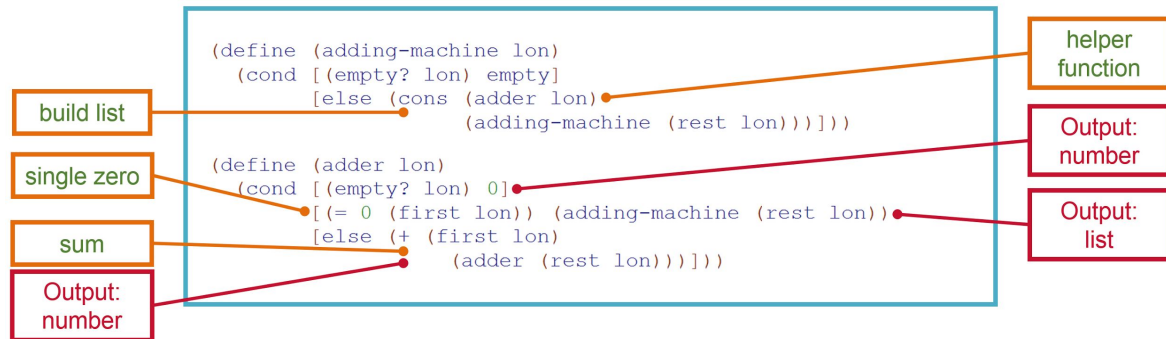 (define (adding-machine lon)
(cond [(empty? lon) empty]
[else (cons (adder lon)
(adding-machine (rest lon)))]))
(define (adder lon)
(cond [(empty? lon) 0]
[(= 0 (first lon)) (adding-machine (rest lon))
[else (+ (first lon)
(adder (rest lon)))]))
build list
single zero
sum
Output:
number
helper
function
Output:
number
Output:
list